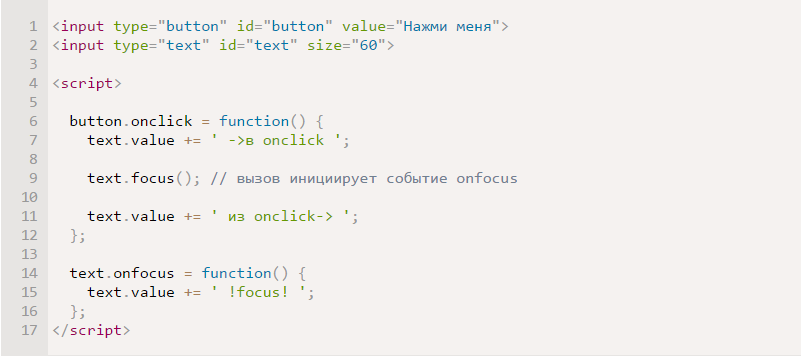 1 <input type="button" id="button" value="Нажми меня">
2 <input type="text" id="text" size="60">
3
4 <script>
5
6   button.onclick = function() {
7     text.value += ' ->в onclick ';
8
9     text.focus(); // вызов инициирует событие onfocus
10
11     text.value += ' из onclick-> ';
12   };
13
14   text.onfocus = function() {
15     text.value += ' !focus! ';
16   };
17 </script>